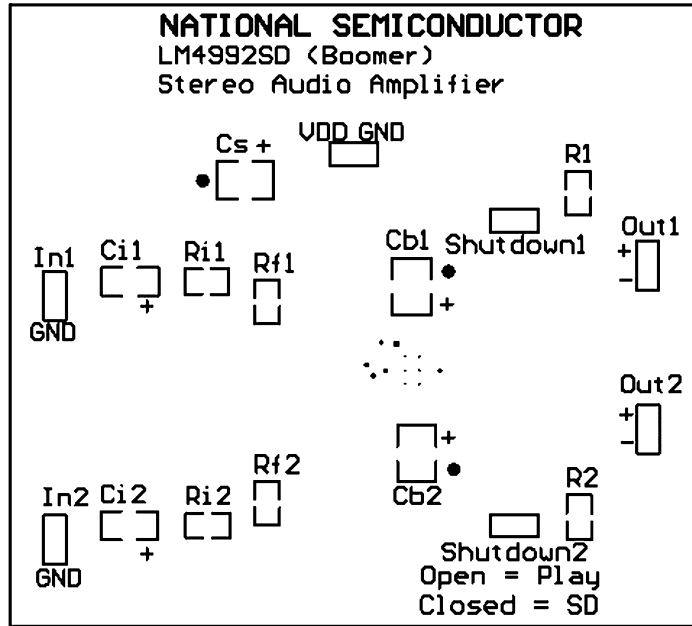 NATIONAL SEMICONDUCTOR
LM4992SD (Boomer)
Stereo Audio Amplifier
VDD GND
Cs +
R1
Shutdown1
Out1
+
-
In1
GND
Ci1
+
Ri1
Rf1
Cb1
+
Out2
+
-
+
Cb2
Rf2
R2
In2
GND
Ci2
+
Ri2
Shutdown2
Open = Play
Closed = SD